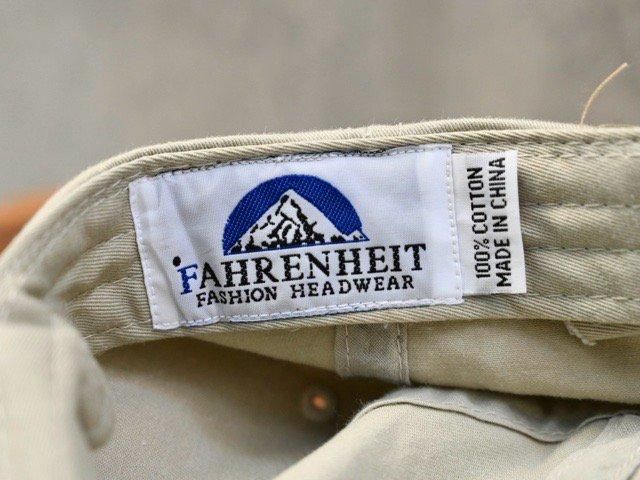 °FAHRENHEIT
FASHION HEADWEAR
100% COTTON
MADE IN CHINA